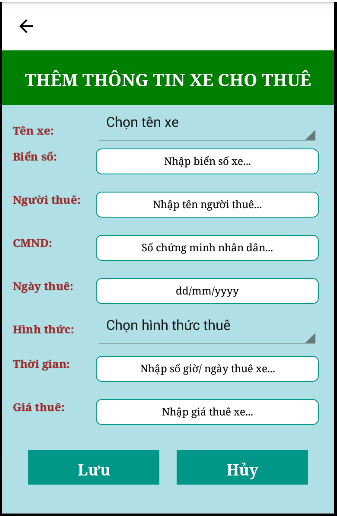 THÊM THÔNG TIN XE CHO THUÊ
Tên xe: Chọn tên xe
Biển số: Nhập biển số xe...
Người thuê: Nhập tên người thuê...
CMND: Số chứng minh nhân dân...
Ngày thuê: dd/mm/yyyy
Hình thức: Chọn hình thức thuê
Thời gian: Nhập số giờ/ ngày thuê xe...
Giá thuê: Nhập giá thuê xe...
Lưu Hủy